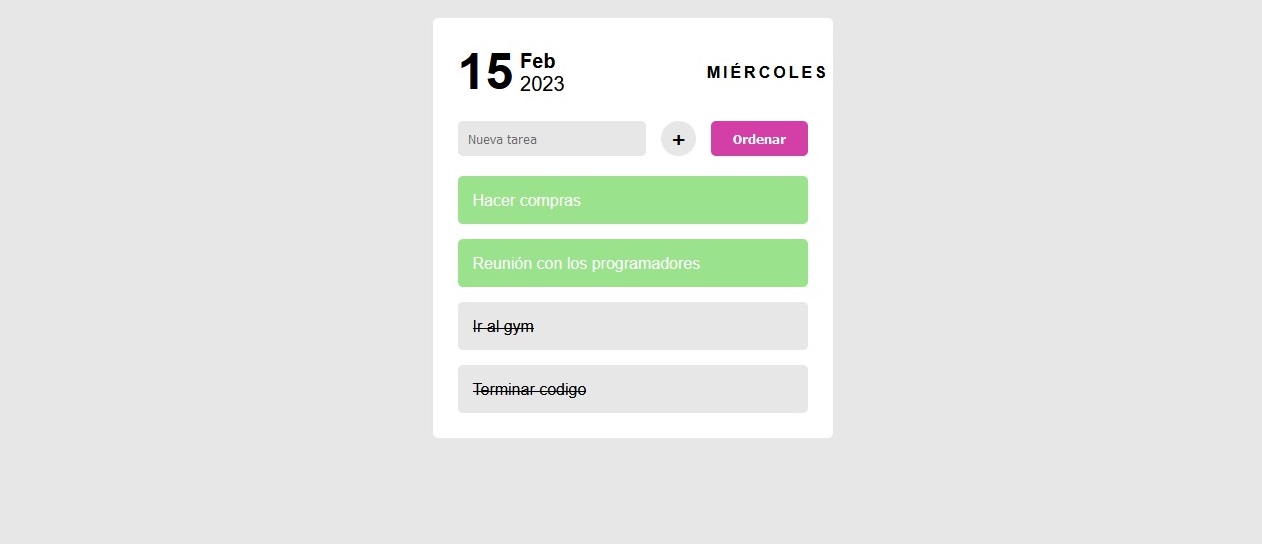 15 Feb
2023
MIÉRCOLES
Nueva tarea + Ordenar
Hacer compras
Reunión con los programadores
Ir al gym
Terminar codigo